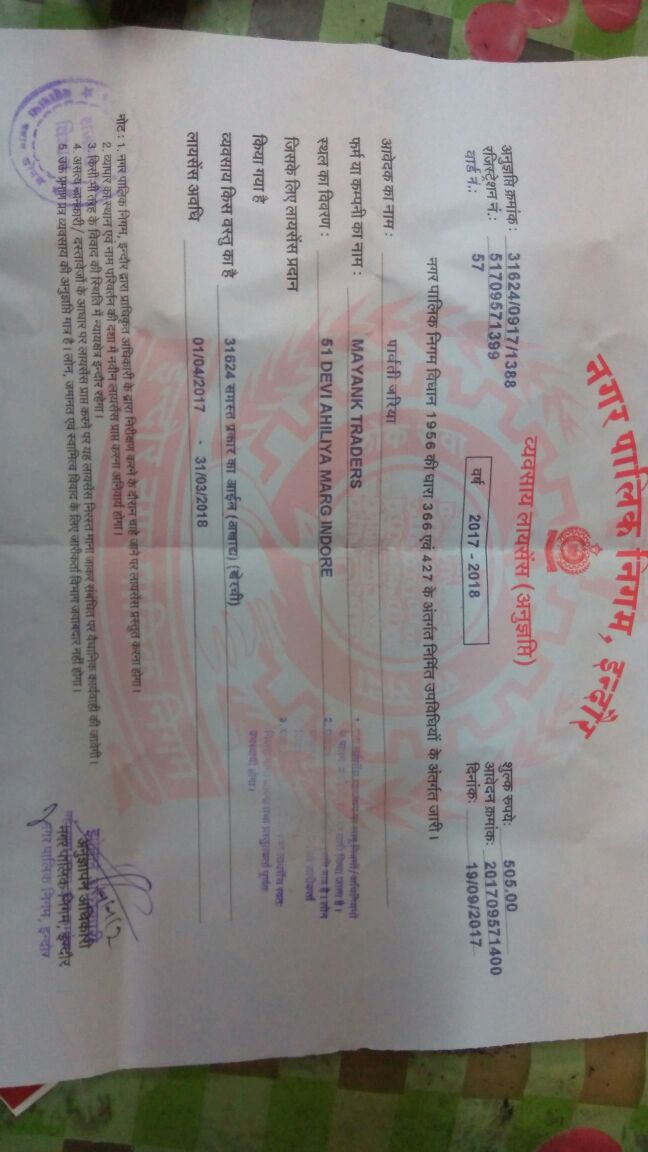 नगर पालिक निगम, इन्दौर
व्यवसाय लायसेंस (अनुज्ञप्ति)
वर्ष 2017 - 2018
अनुज्ञप्ति क्रमांक : 31624/0917/1388
रजिस्ट्रेशन नं.: 51709571399
वार्ड नं.: 57
शुल्क रुपये: 505.00
आवेदन क्रमांक: 201709571400
दिनांक: 19/09/2017
नगर पालिक निगम विधान 1956 की धारा 366 एवं 427 के अंतर्गत निर्मित उपविधियों के अंतर्गत जारी।
आवेदक का नाम : पार्वती जरिया
फर्म या कम्पनी का नाम : MAYANK TRADERS
स्थल का विवरण : 51 DEVI AHILIYA MARG INDORE
जिसके लिए लायसेंस प्रदान
किया गया है
व्यवसाय किस वस्तु का है 31624 समस्त प्रकार का आईल (अखाद्य) (बेरची)
लायसेंस अवधि 01/04/2017 - 31/03/2018
नोट : 1. नगर पालिक निगम, इन्दौर द्वारा प्राधिकृत अधिकारी के द्वारा निरीक्षण करने के दौरान चाहे जाने पर लायसेंस प्रस्तुत करना होगा।
2. व्यापार का स्थान एवं नाम परिवर्तन की दशा में नवीन लायसेंस प्राप्त करना अनिवार्य होगा।
3. किसी भी तरह के विवाद की स्थिति में न्यायक्षेत्र इन्दौर रहेगा।
4. असत्य जानकारी / दस्तावेजों के आधार पर लायसेंस प्राप्त करने पर यह लायसेंस निरस्त माना जाकर संबंधित पर वैधानिक कार्यवाही की जावेगी।
5. उक्त प्रमाण पत्र व्यवसाय की अनुज्ञप्ति मात्र है। लोन, जमानत एवं स्वामित्व विवाद के लिए जारीकर्ता विभाग जवाबदार नहीं होगा।
अनुज्ञापन अधिकारी
नगर पालिक निगम, इन्दौर
नगर पालिक निगम, इन्दौर